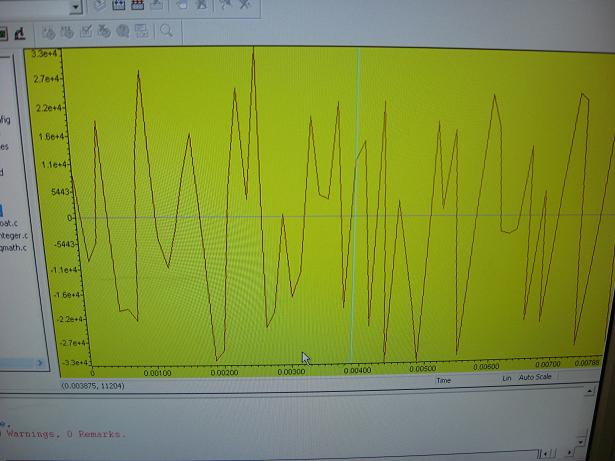 3.3e+4
2.7e+4
2.2e+4
fig
1.6e+4
es
1.1e+4
d
5443
0
oat.c
nteger.c
-5443
qmath.c
-1.1e+4
-1.6e+4
-2.2e+4
-2.7e+4
-3.3e+4
0 0.00100 0.00200 0.00300 0.00400 0.00500 0.00600 0.00700 0.00788
(0.003875, 11204) Time Lin Auto Scale
e.
Warnings, 0 Remarks.